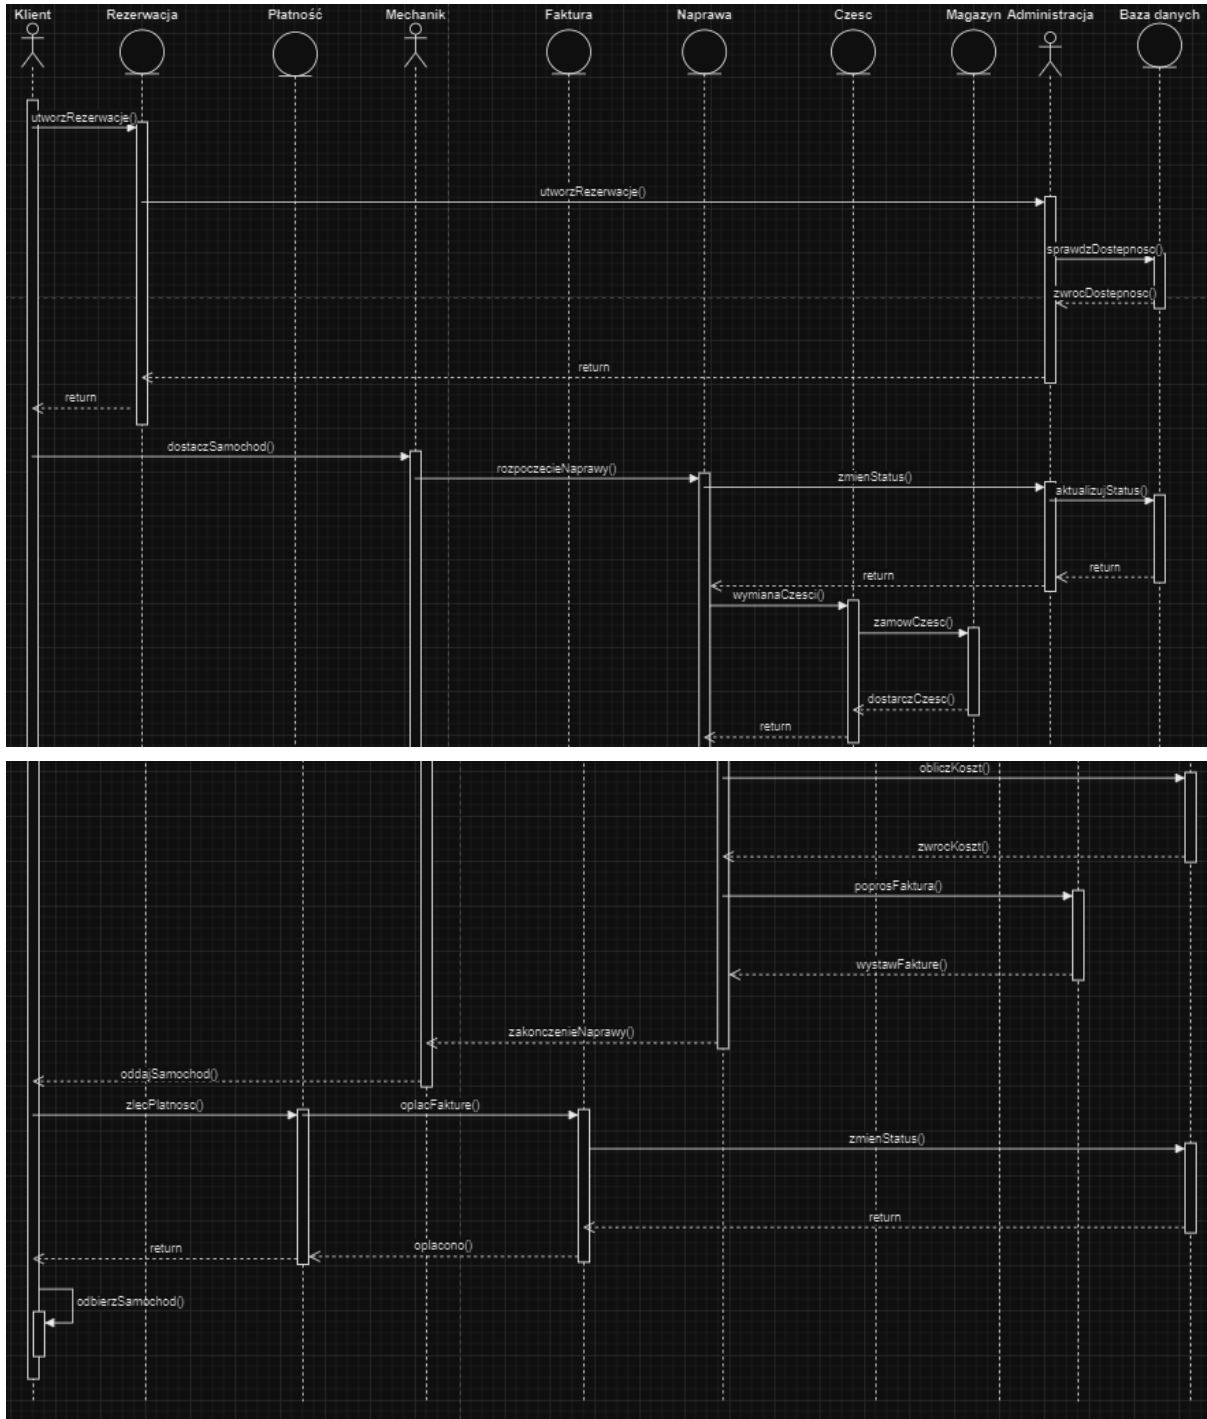 Klient
Rezerwacja
Płatność
Mechanik
Faktura
Naprawa
Czesc
Magazyn
Administracja
Baza danych
utworzRezerwacje()
utworzRezerwacje()
sprawdzDostepnosc()
zwrocDostepnosc()
return
return
dostaczSamochod()
rozpoczecieNaprawy()
zmienStatus()
aktualizujStatus()
return
return
wymianaCzesci()
zamowCzesc()
dostarczCzesc()
return
obliczKoszt()
zwrocKoszt()
poprosFaktura()
wystawFakture()
zakonczenieNaprawy()
oddajSamochod()
zlecPlatnosc()
oplacFakture()
zmienStatus()
return
oplacono()
return
odbierzSamochod()